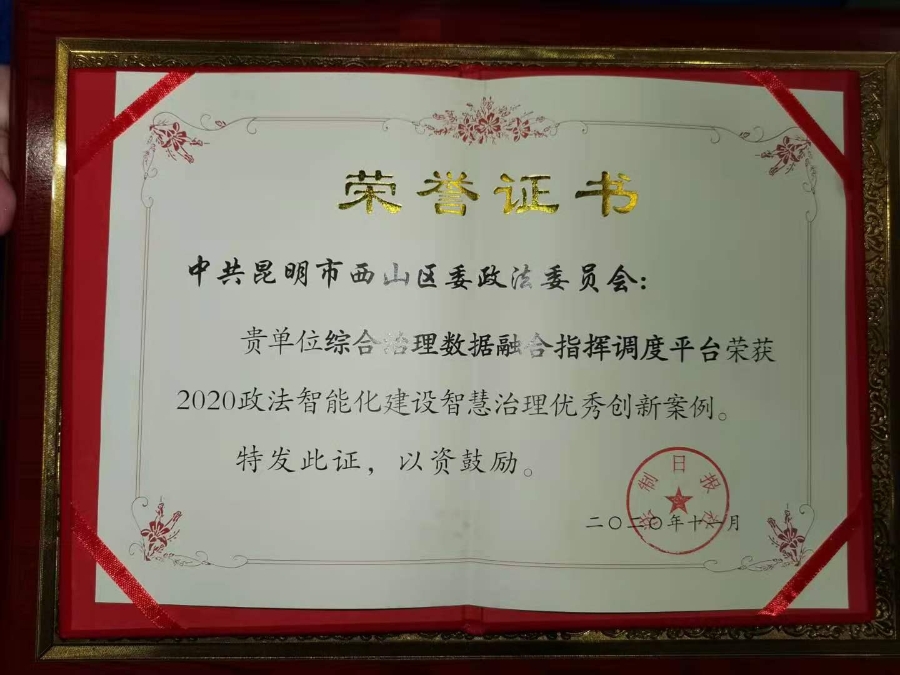 荣誉证书
中共昆明市西山区委政法委员会：
贵单位综合治理数据融合指挥调度平台荣获
2020政法智能化建设智慧治理优秀创新案例。
特发此证，以资鼓励。
法制日报社
二〇二〇年十一月